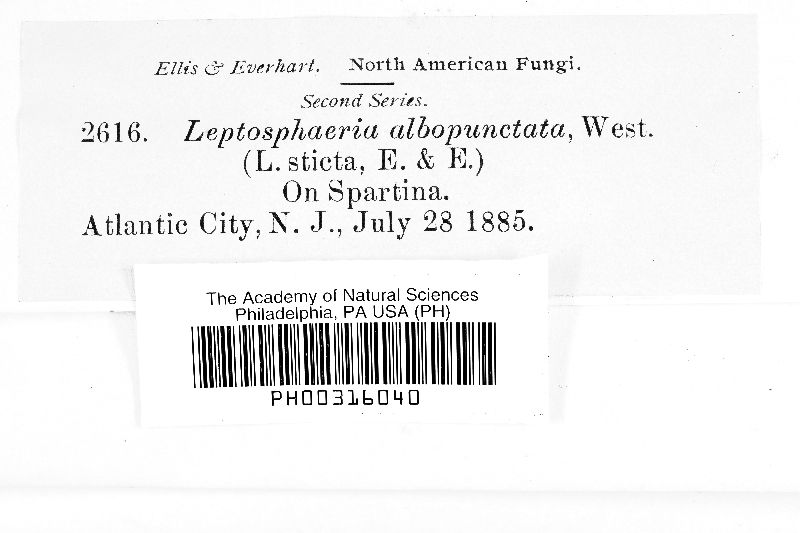 Ellis & Everhart. North American Fungi.
Second Series.
2616. Leptosphaeria albopunctata, West.
(L. sticta, E. & E.)
On Spartina.
Atlantic City, N. J., July 28 1885.
The Academy of Natural Sciences
Philadelphia, PA USA (PH)
PH00316040